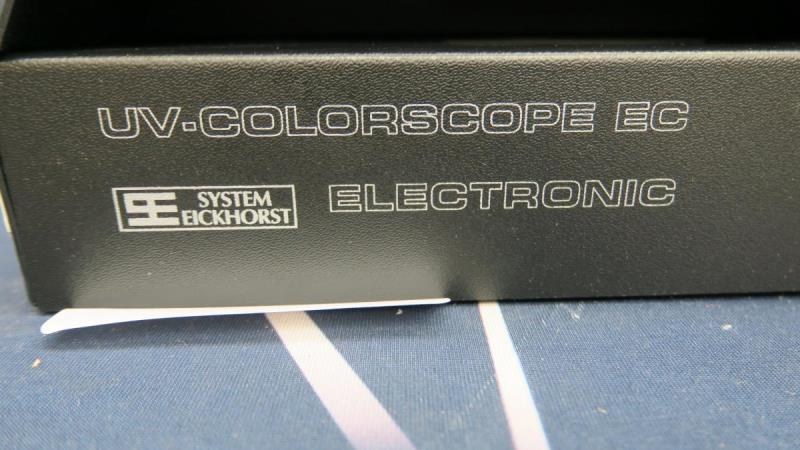 UV-COLORSCOPE EC
SYSTEM
EICKHORST
ELECTRONIC